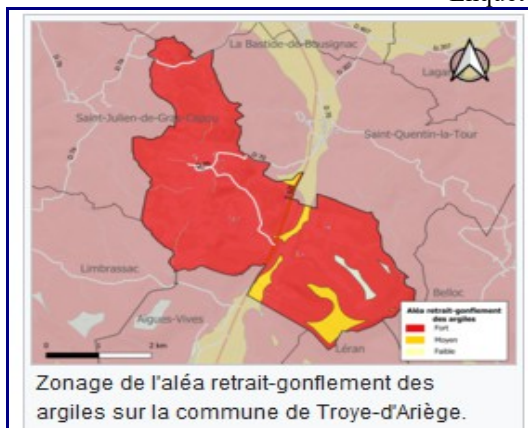 La Bastide-de-Bousignac
Saint-Julien-de-Gras-Capou
Saint-Quentin-la-Tour
Limbrassac
Aigues-Vives
Belloc
Léran
0 2 km
Aléa retrait-gonflement
des argiles
Fort
Moyen
Faible
Zonage de l'aléa retrait-gonflement des
argiles sur la commune de Troye-d'Ariège.